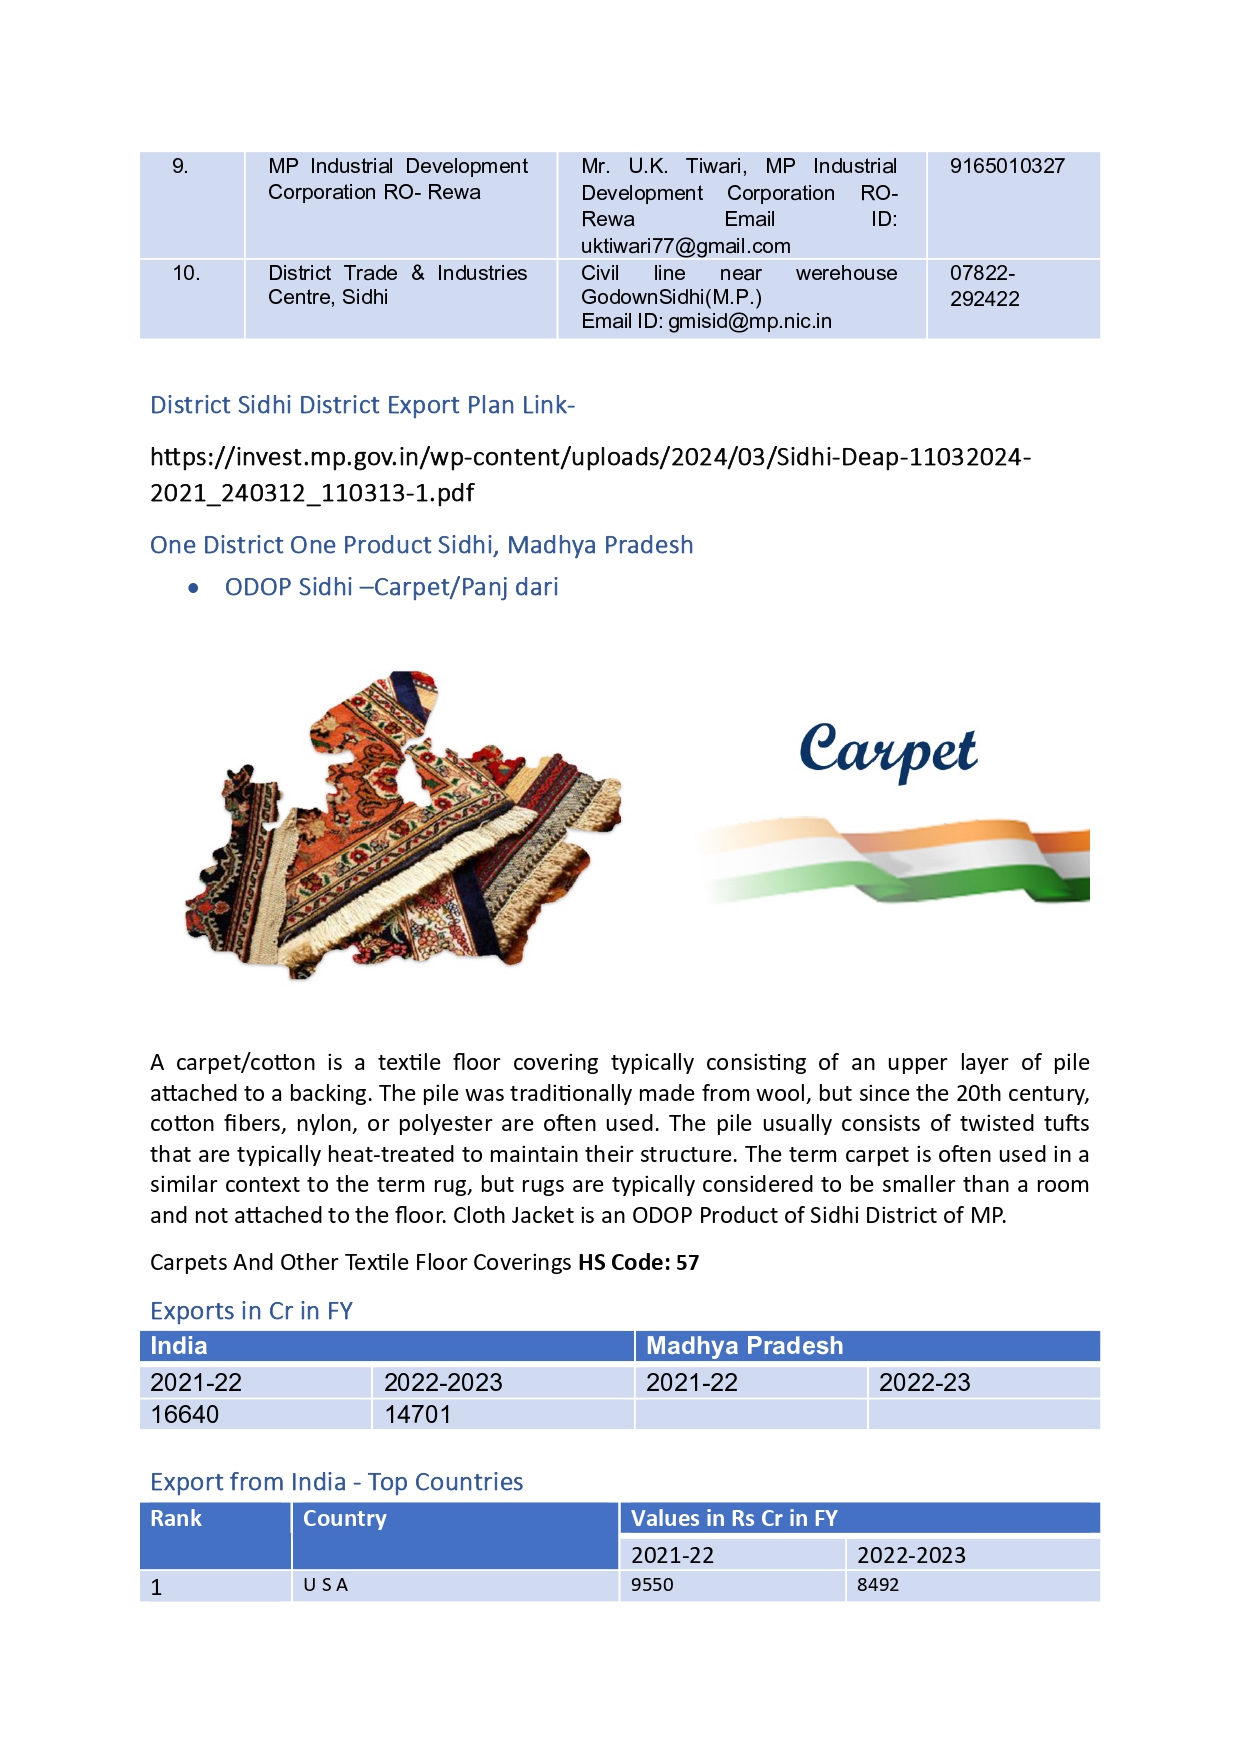 9.
MP Industrial Development
Corporation RO- Rewa
Mr. U.K. Tiwari, MP Industrial
Development Corporation RO-
Rewa Email ID:
uktiwari77@gmail.com
9165010327
10.
District Trade & Industries
Centre, Sidhi
Civil line near werehouse
GodownSidhi(M.P.)
Email ID: gmisid@mp.nic.in
07822-
292422
District Sidhi District Export Plan Link-
https://invest.mp.gov.in/wp-content/uploads/2024/03/Sidhi-Deap-11032024-
2021_240312_110313-1.pdf
One District One Product Sidhi, Madhya Pradesh
• ODOP Sidhi –Carpet/Panj dari
Carpet
A carpet/cotton is a textile floor covering typically consisting of an upper layer of pile
attached to a backing. The pile was traditionally made from wool, but since the 20th century,
cotton fibers, nylon, or polyester are often used. The pile usually consists of twisted tufts
that are typically heat-treated to maintain their structure. The term carpet is often used in a
similar context to the term rug, but rugs are typically considered to be smaller than a room
and not attached to the floor. Cloth Jacket is an ODOP Product of Sidhi District of MP.
Carpets And Other Textile Floor Coverings HS Code: 57
Exports in Cr in FY
India Madhya Pradesh
2021-22 2022-2023 2021-22 2022-23
16640 14701
Export from India - Top Countries
Rank Country Values in Rs Cr in FY
2021-22 2022-2023
1 U S A 9550 8492